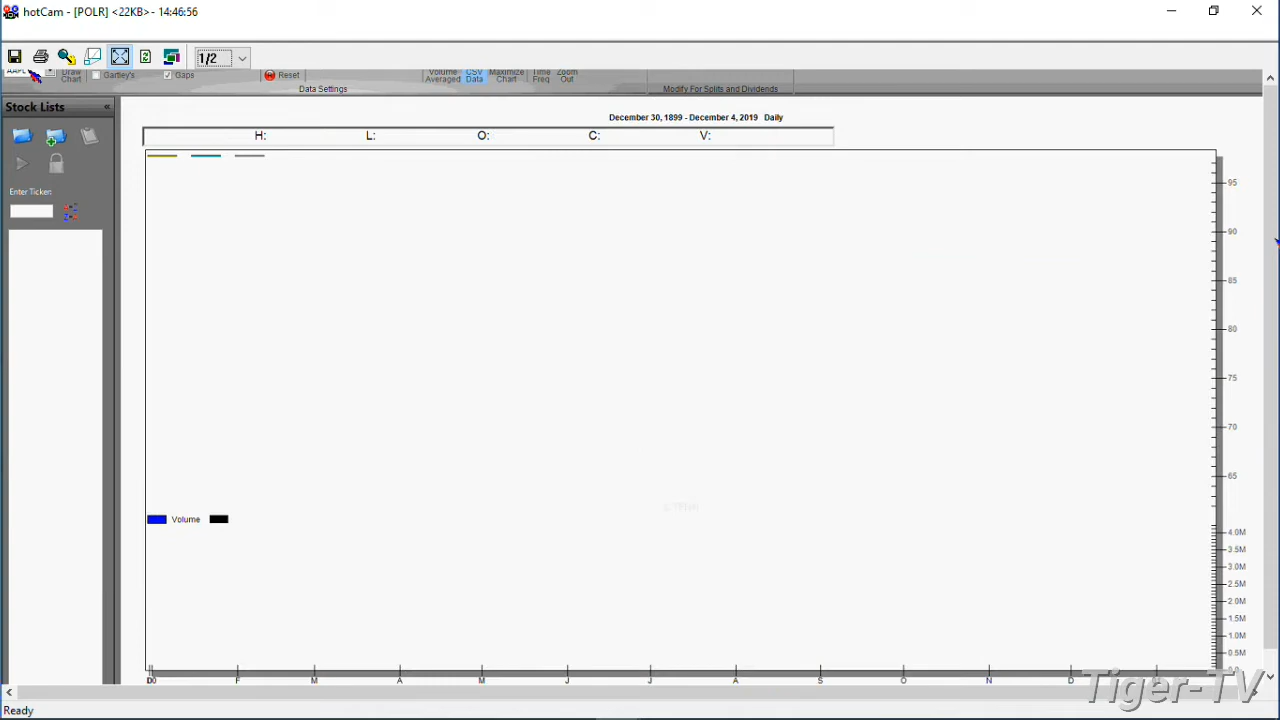 hotCam - [POLR] <22KB> - 14:46:56
1/2
AAPL Draw Chart Gartley's Gaps Reset Volume Averaged CSV Data Maximize Chart Time Freq Zoom Out
Data Settings Modify For Splits and Dividends
Stock Lists «
December 30, 1899 - December 4, 2019 Daily
H: L: O: C: V:
Enter Ticker:
95
90
85
80
75
70
65
Volume
4.0M
3.5M
3.0M
2.5M
2.0M
1.5M
1.0M
0.5M
F M A M J J A S O N D
Tiger-TV
Ready